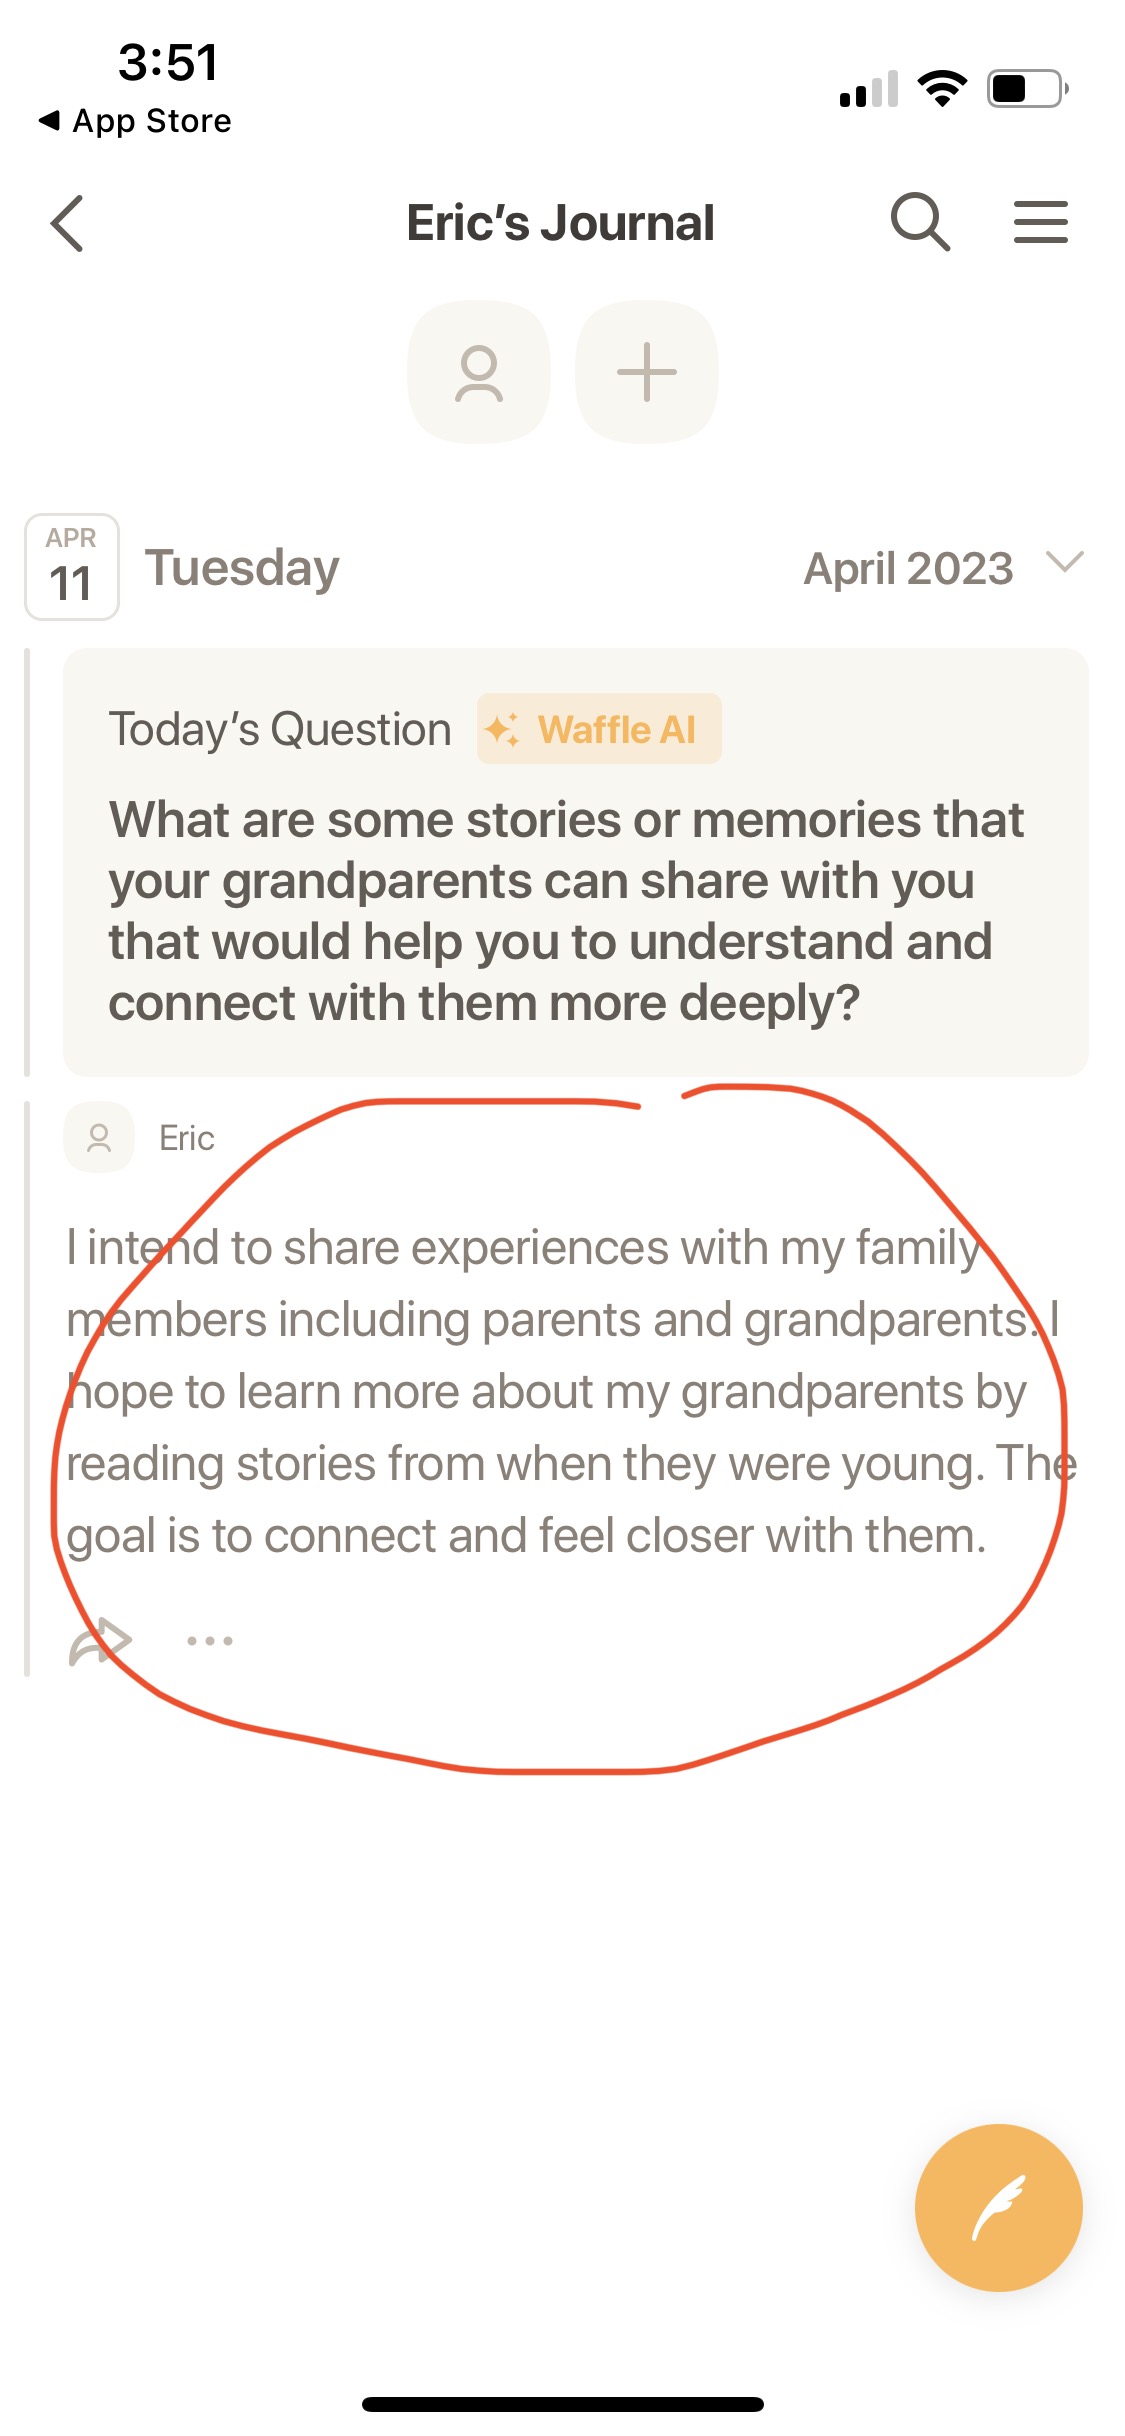 3:51
◀ App Store
Eric’s Journal
APR
11
Tuesday
April 2023
Today’s Question
Waffle AI
What are some stories or memories that
your grandparents can share with you
that would help you to understand and
connect with them more deeply?
Eric
I intend to share experiences with my family
members including parents and grandparents. I
hope to learn more about my grandparents by
reading stories from when they were young. The
goal is to connect and feel closer with them.